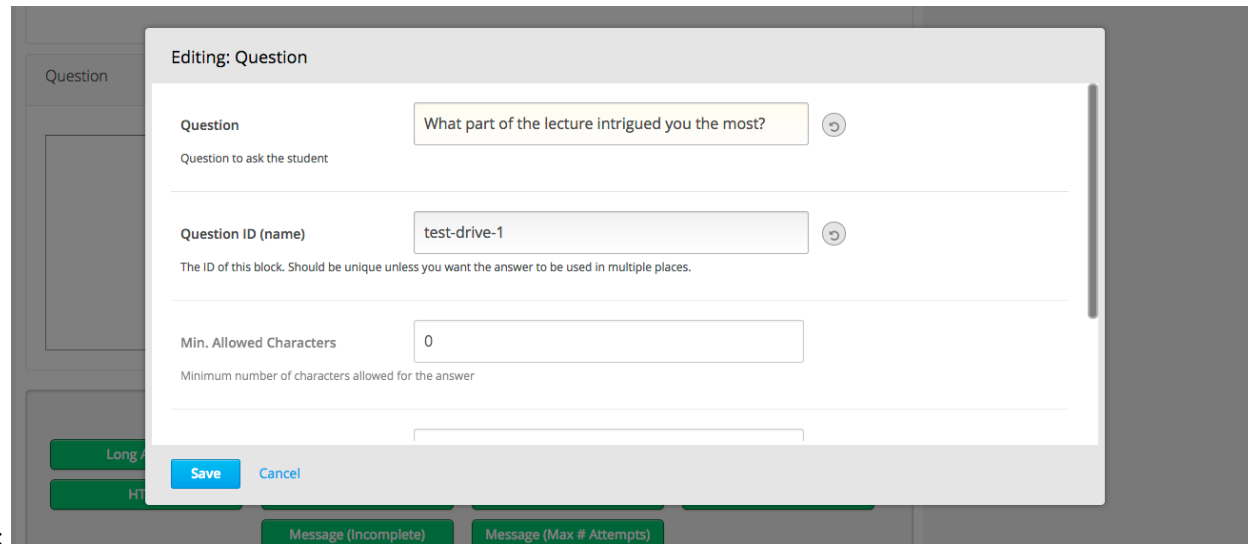 Editing: Question
Question
Question
What part of the lecture intrigued you the most?
Question to ask the student
Question ID (name)
test-drive-1
The ID of this block. Should be unique unless you want the answer to be used in multiple places.
Min. Allowed Characters
0
Minimum number of characters allowed for the answer
Long
Save
Cancel
HT
Message (Incomplete)
Message (Max # Attempts)
: